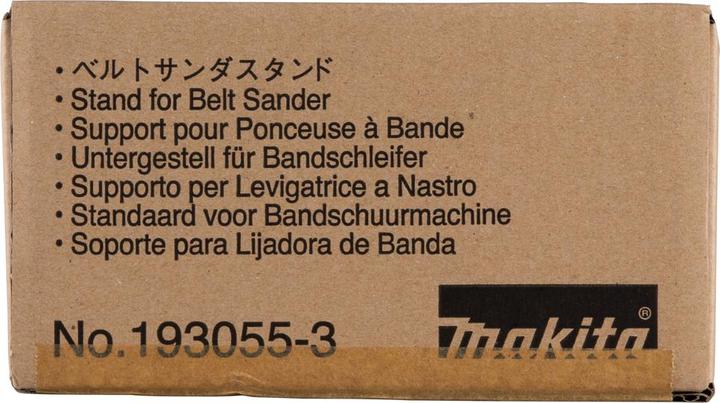 ・ベルトサンダスタンド
• Stand for Belt Sander
• Support pour Ponceuse à Bande
• Untergestell für Bandschleifer
• Supporto per Levigatrice a Nastro
• Standaard voor Bandschuurmachine
• Soporte para Lijadora de Banda
No.193055-3
makita®